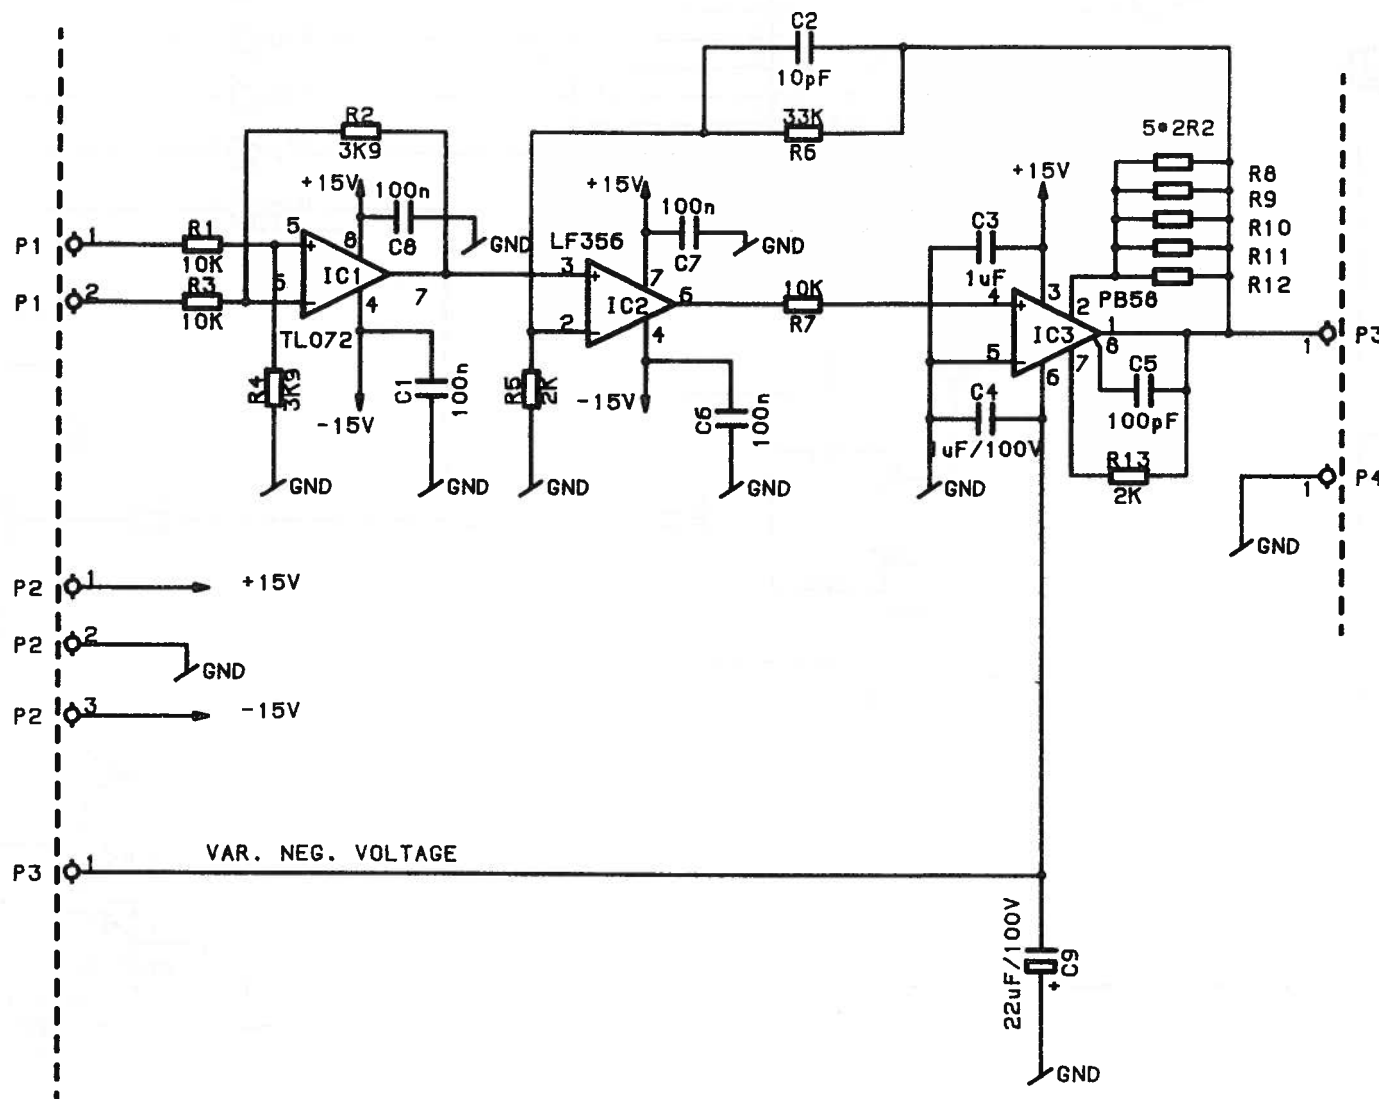 C2
10pF
33K
R6
R2
3K9
5*2R2
R8
R9
R10
R11
R12
+15V
100n
C8
GND
+15V
100n
C7
GND
+15V
C3
1uF
P1
1
R1
10K
5
+
8
IC1
6
-
4
7
TL072
P1
2
R3
10K
LF356
3
+
7
IC2
6
2
-
4
10K
R7
4
+
3
2
PB58
IC3
1
8
5
-
6
7
1
P3
R4
3K9
-15V
C1
100n
R5
2K
-15V
C6
100n
C4
1uF/100V
C5
100pF
R13
2K
1
P4
GND
GND
GND
GND
GND
GND
P2
1
+15V
P2
2
GND
P2
3
-15V
P3
1
VAR. NEG. VOLTAGE
22uF/100V
C9
+
GND